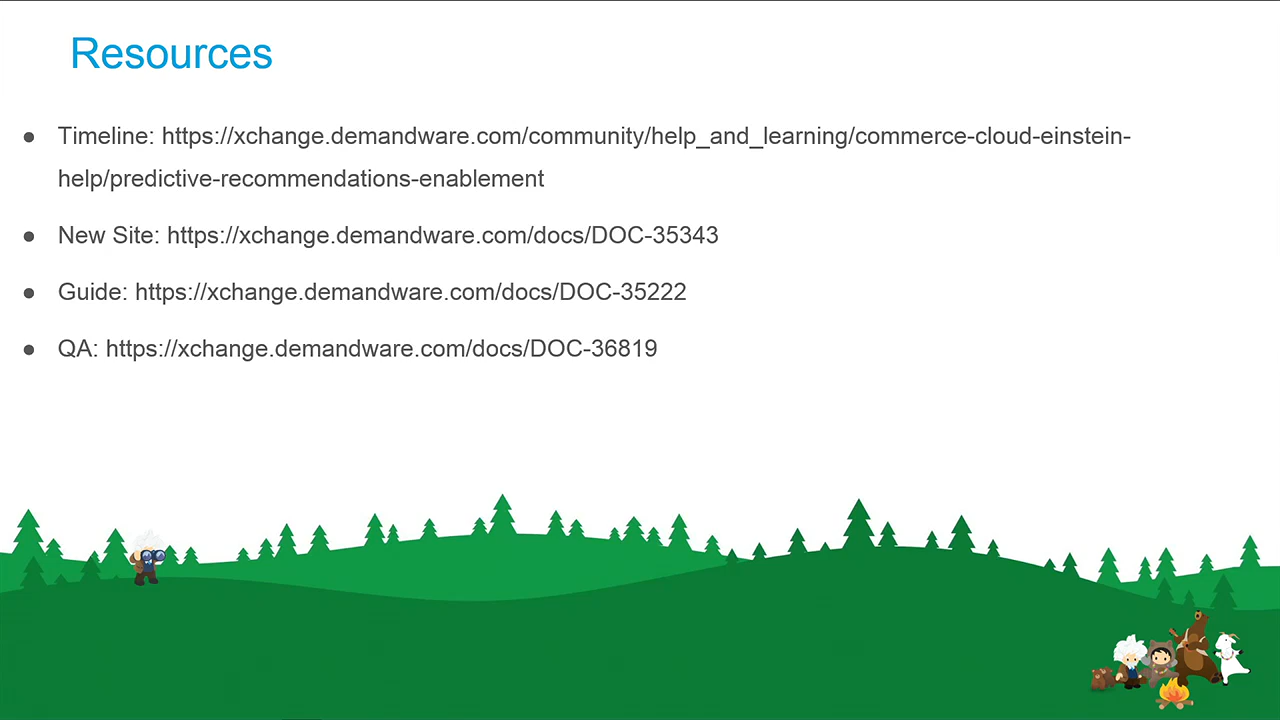 Resources
● Timeline: https://xchange.demandware.com/community/help_and_learning/commerce-cloud-einstein-
help/predictive-recommendations-enablement
● New Site: https://xchange.demandware.com/docs/DOC-35343
● Guide: https://xchange.demandware.com/docs/DOC-35222
● QA: https://xchange.demandware.com/docs/DOC-36819